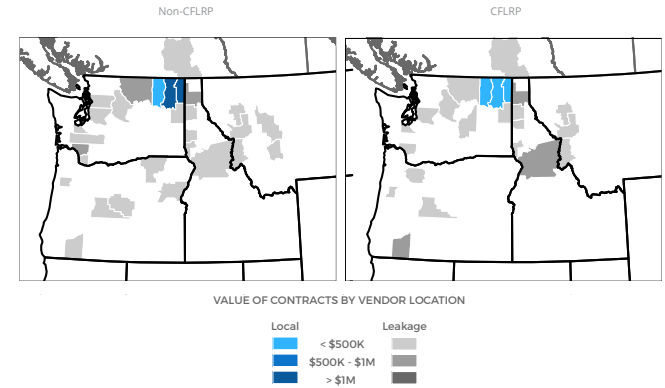 Non-CFLRP
CFLRP
VALUE OF CONTRACTS BY VENDOR LOCATION
Local
Leakage
< $500K
$500K - $1M
> $1M